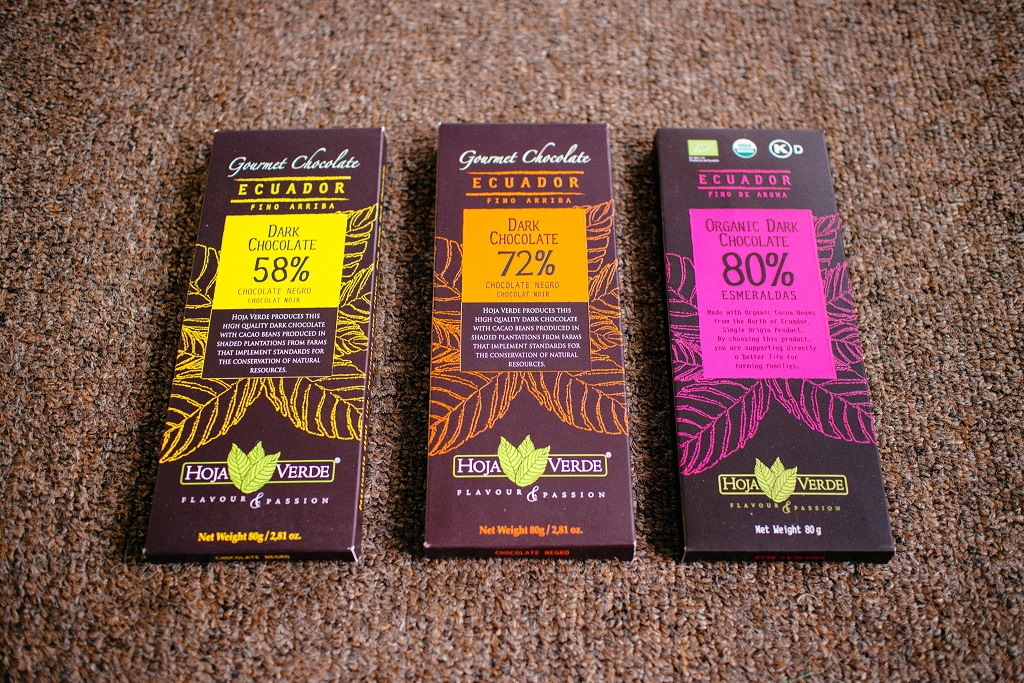 Gourmet Chocolate
ECUADOR
FINO ARRIBA
DARK
CHOCOLATE
58%
CHOCOLATE NEGRO
CHOCOLAT NOIR
HOJA VERDE PRODUCES THIS
HIGH QUALITY DARK CHOCOLATE
WITH CACAO BEANS PRODUCED IN
SHADED PLANTATIONS FROM FARMS
THAT IMPLEMENT STANDARDS FOR
THE CONSERVATION OF NATURAL
RESOURCES.
HOJA VERDE®
FLAVOUR & PASSION
Net Weight 80g / 2,81 oz.
CHOCOLATE NEGRO
Gourmet Chocolate
ECUADOR
FINO ARRIBA
DARK
CHOCOLATE
72%
CHOCOLATE NEGRO
CHOCOLAT NOIR
HOJA VERDE PRODUCES THIS
HIGH QUALITY DARK CHOCOLATE
WITH CACAO BEANS PRODUCED IN
SHADED PLANTATIONS FROM FARMS
THAT IMPLEMENT STANDARDS FOR
THE CONSERVATION OF NATURAL
RESOURCES.
HOJA VERDE®
FLAVOUR & PASSION
Net Weight 80g / 2,81 oz.
CHOCOLATE NEGRO
USDA
K D
ECUADOR
FINO DE AROMA
ORGANIC DARK
CHOCOLATE
80%
ESMERALDAS
Made with Organic Cocoa Beans
from the North of Ecuador.
Single Origin Product.
By choosing this product,
you are supporting directly
a better life for
farming families.
HOJA VERDE
FLAVOUR & PASSION
Net Weight 80 g